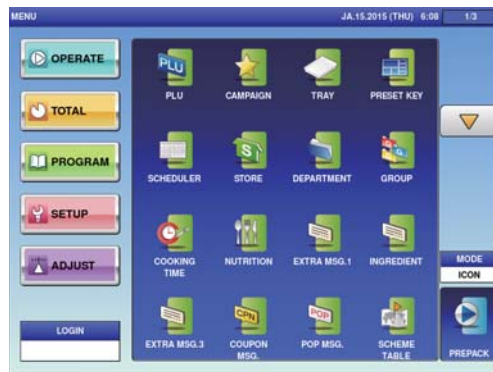 MENU JA.15.2015 (THU) 6:08 1/3
OPERATE
TOTAL
PROGRAM
SETUP
ADJUST
LOGIN
PLU
PLU CAMPAIGN TRAY PRESET KEY
S
SCHEDULER STORE DEPARTMENT GROUP
COOKING
TIME
NUTRITION EXTRA MSG.1 INGREDIENT
CPN POP
EXTRA MSG.3 COUPON
MSG.
POP MSG. SCHEME
TABLE
MODE
ICON
PREPACK